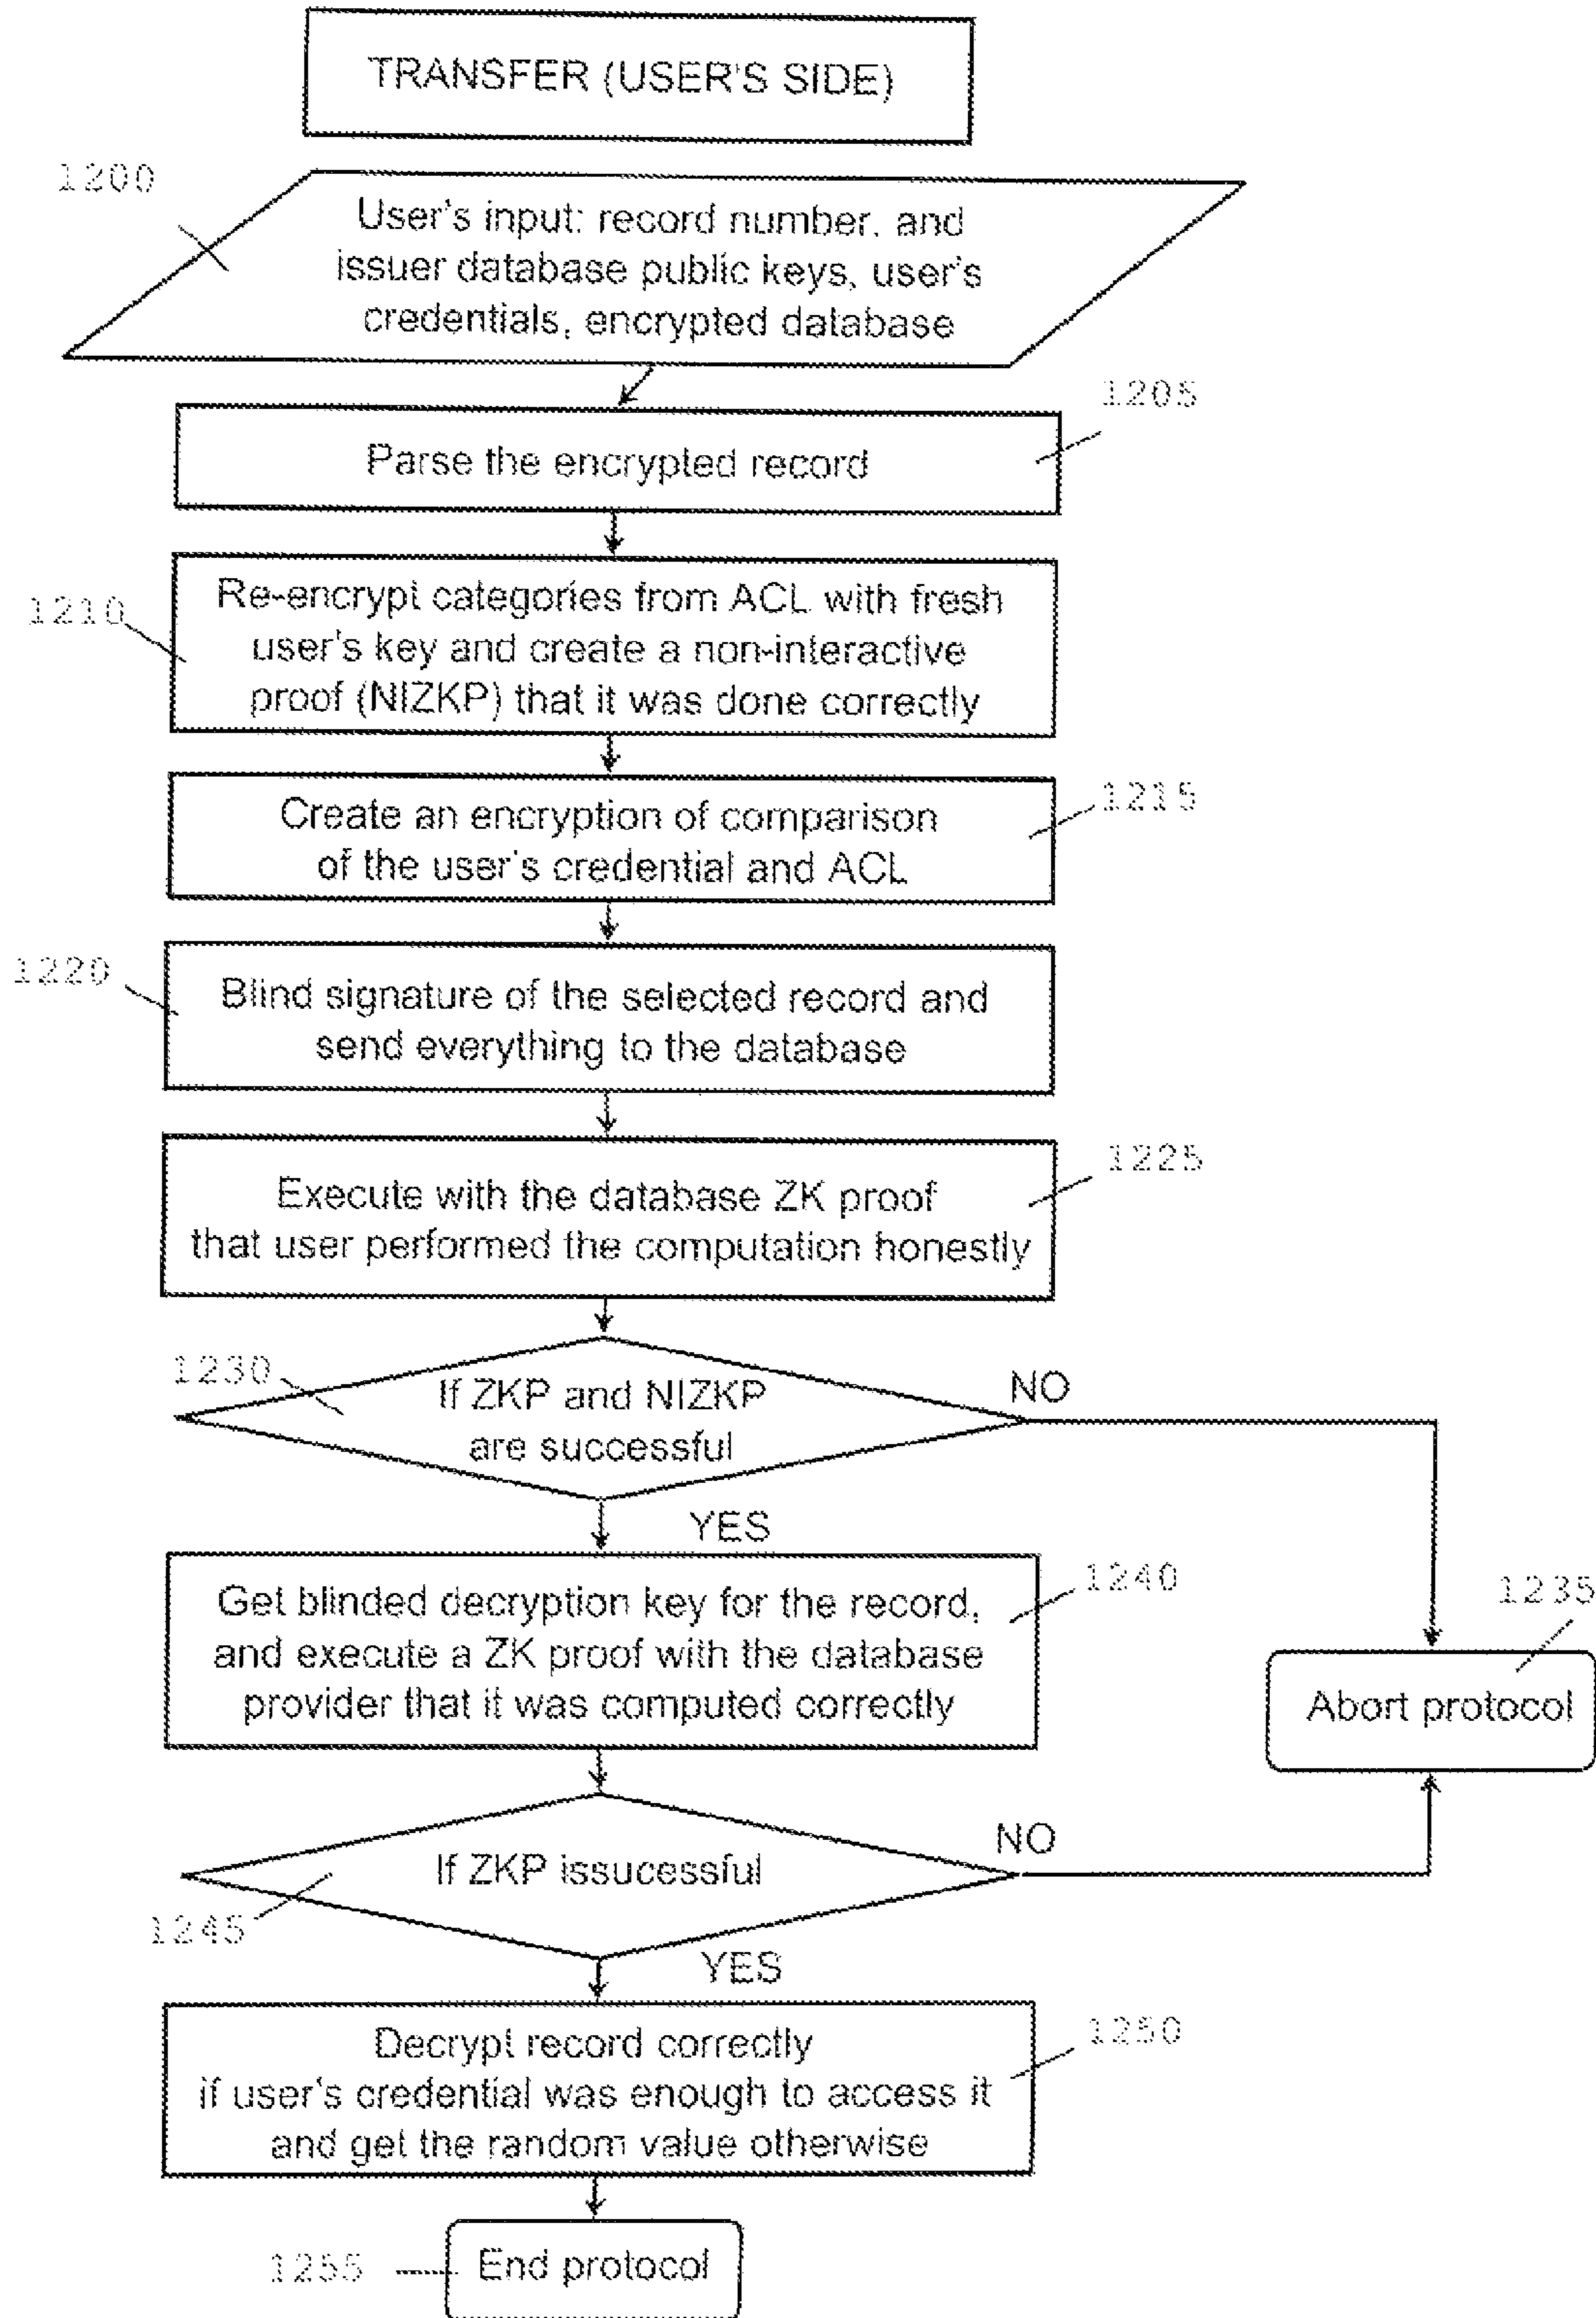 TRANSFER (USER'S SIDE)
1200
User's input: record number, and
issuer database public keys, user's
credentials, encrypted database
1205
Parse the encrypted record
1210
Re-encrypt categories from ACL with fresh
user's key and create a non-interactive
proof (NIZKP) that it was done correctly
1215
Create an encryption of comparison
of the user's credential and ACL
1220
Blind signature of the selected record and
send everything to the database
1225
Execute with the database ZK proof
that user performed the computation honestly
1230
If ZKP and NIZKP
are successful
NO
YES
1240
Get blinded decryption key for the record,
and execute a ZK proof with the database
provider that it was computed correctly
1235
Abort protocol
If ZKP issucessful
NO
1245
YES
1250
Decrypt record correctly
if user's credential was enough to access it
and get the random value otherwise
1255
End protocol